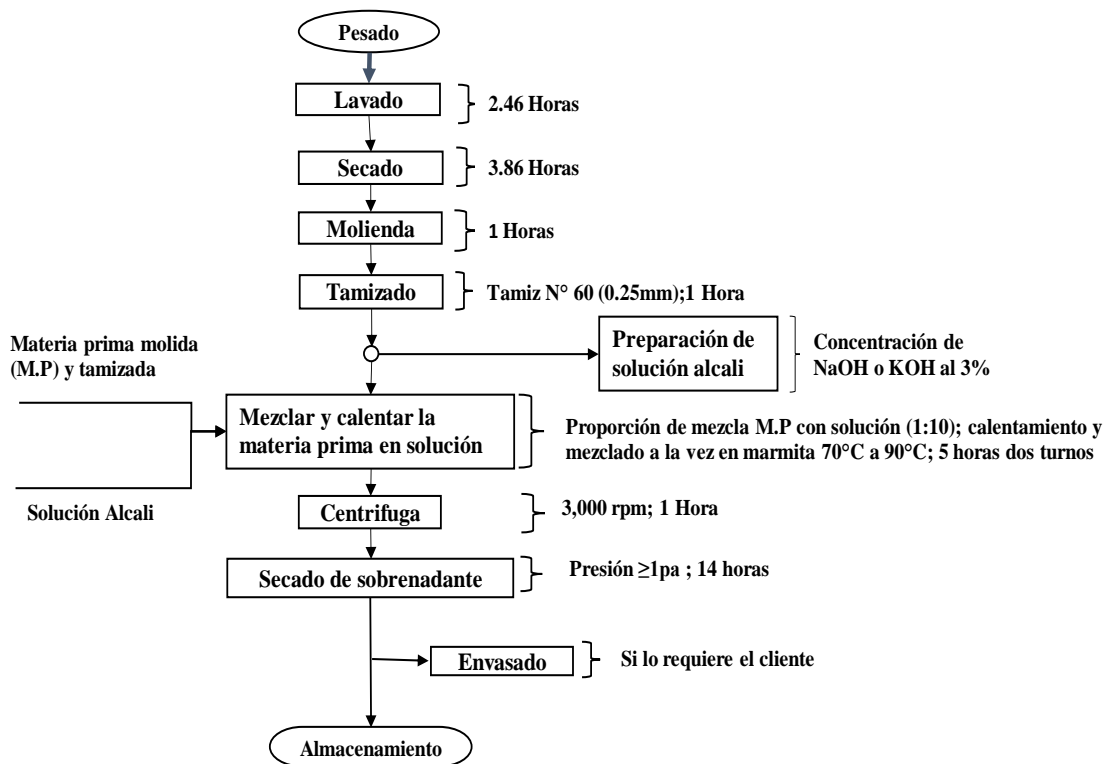 Pesado
Lavado
2.46 Horas
Secado
3.86 Horas
Molienda
1 Horas
Tamizado
Tamiz N° 60 (0.25mm);1 Hora
Materia prima molida
(M.P) y tamizada
Preparación de
solución alcali
Concentración de
NaOH o KOH al 3%
Mezclar y calentar la
materia prima en solución
Proporción de mezcla M.P con solución (1:10); calentamiento y
mezclado a la vez en marmita 70°C a 90°C; 5 horas dos turnos
Solución Alcali
Centrifuga
3,000 rpm; 1 Hora
Secado de sobrenadante
Presión ≥1pa ; 14 horas
Envasado
Si lo requiere el cliente
Almacenamiento